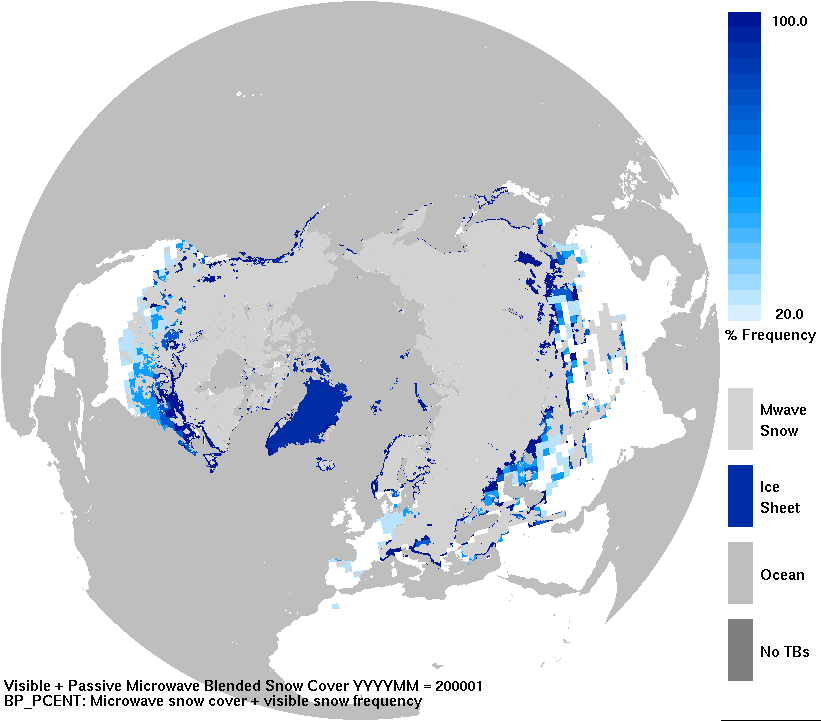 100.0
20.0
% Frequency
Mwave
Snow
Ice
Sheet
Ocean
No TBs
Visible + Passive Microwave Blended Snow Cover YYYYMM = 200001
BP_PCENT: Microwave snow cover + visible snow frequency